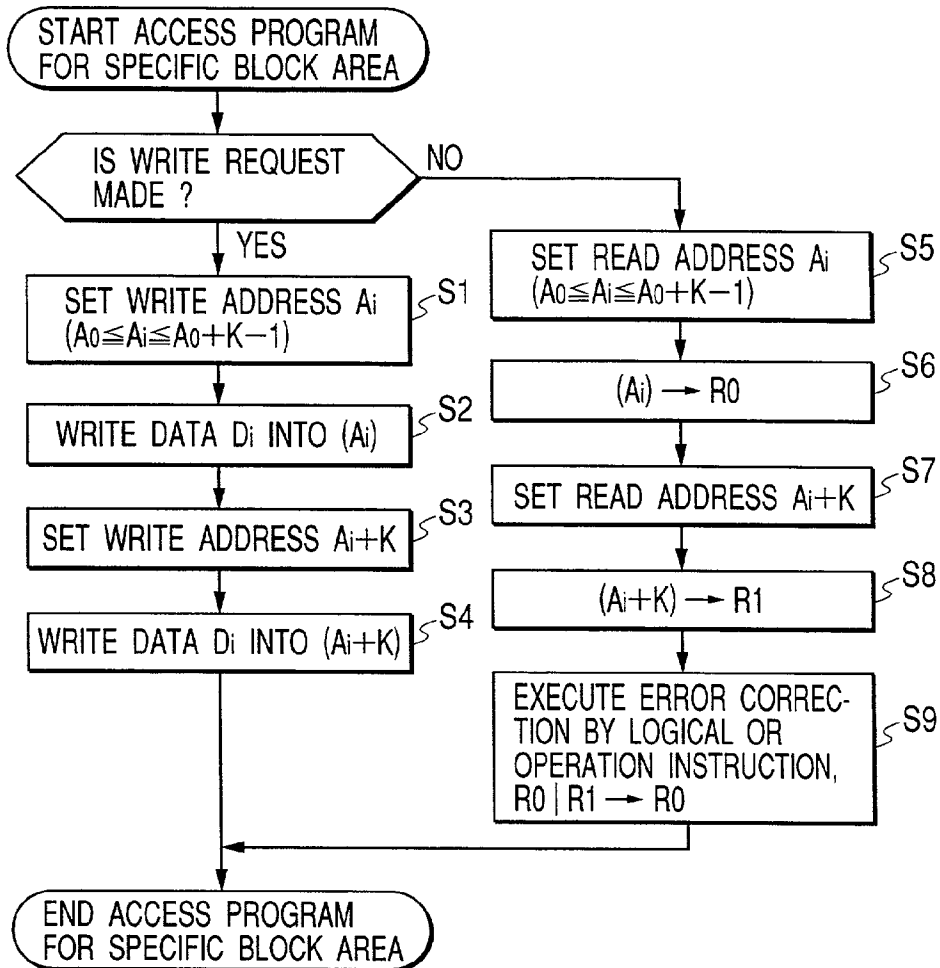 START ACCESS PROGRAM
FOR SPECIFIC BLOCK AREA
IS WRITE REQUEST
MADE ?
NO
YES
SET WRITE ADDRESS Ai
(A0≦Ai≦A0+K−1)
S1
WRITE DATA Di INTO (Ai)
S2
SET WRITE ADDRESS Ai+K
S3
WRITE DATA Di INTO (Ai+K)
S4
SET READ ADDRESS Ai
(A0≦Ai≦A0+K−1)
S5
(Ai) → R0
S6
SET READ ADDRESS Ai+K
S7
(Ai+K) → R1
S8
EXECUTE ERROR CORREC-
TION BY LOGICAL OR
OPERATION INSTRUCTION,
R0 | R1 → R0
S9
END ACCESS PROGRAM
FOR SPECIFIC BLOCK AREA